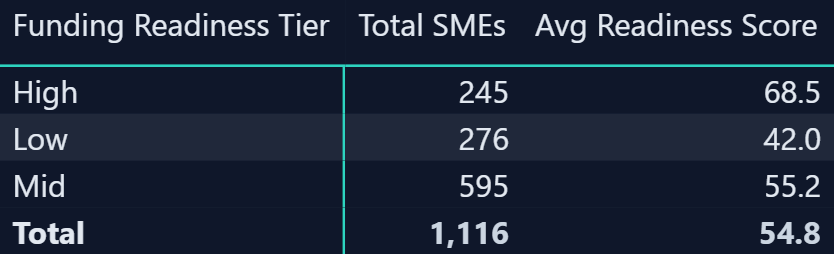 Funding Readiness Tier Total SMEs Avg Readiness Score
High 245 68.5
Low 276 42.0
Mid 595 55.2
Total 1,116 54.8